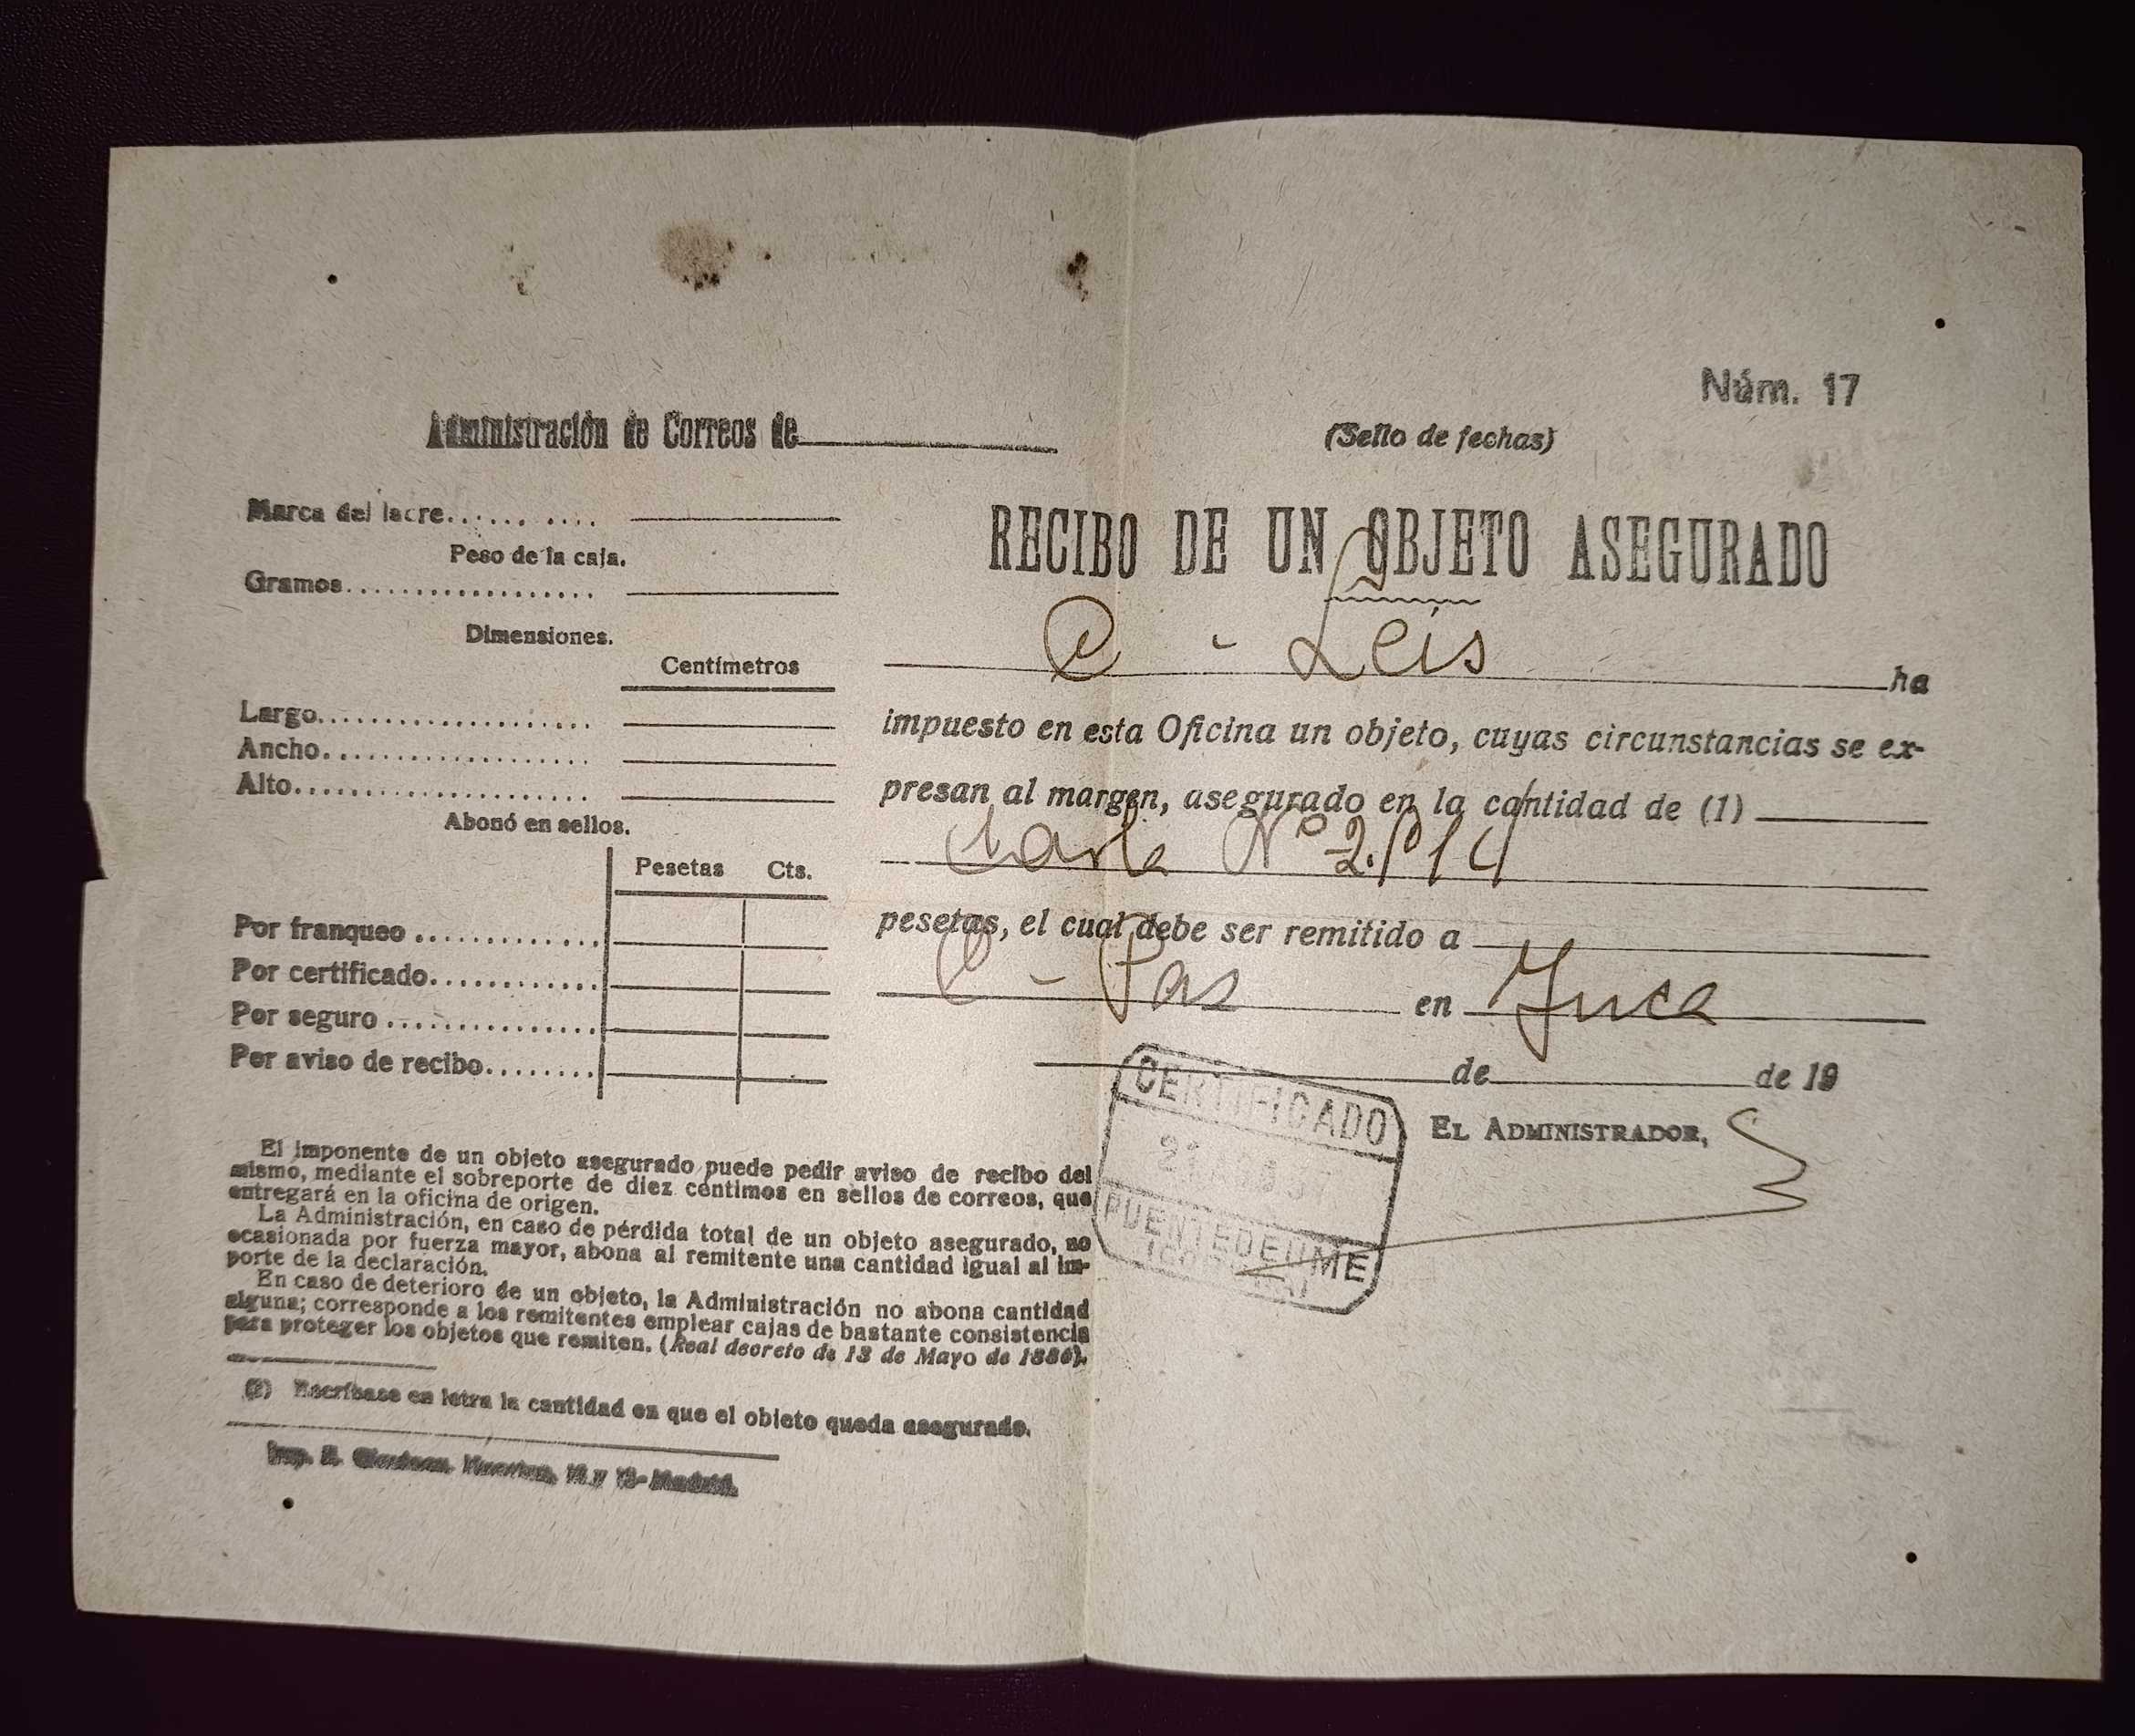 Núm. 17
Administración de Correos de
(Sello de fechas)
Marca del lacre
Peso de la caja.
Gramos
Dimensiones.
Centímetros
Largo
Ancho
Alto
Abonó en sellos.
Pesetas Cts.
Por franqueo
Por certificado
Por seguro
Por aviso de recibo
El imponente de un objeto asegurado puede pedir aviso de recibo del
mismo, mediante el sobreporte de diez céntimos en sellos de correos, que
entregará en la oficina de origen.
La Administración, en caso de pérdida total de un objeto asegurado, no
ocasionada por fuerza mayor, abona al remitente una cantidad igual al im-
porte de la declaración.
En caso de deterioro de un objeto, la Administración no abona cantidad
alguna; corresponde a los remitentes emplear cajas de bastante consistencia
para proteger los objetos que remiten. (Real decreto de 13 de Mayo de
Escríbase en letra la cantidad en que el objeto queda asegurado.
Imp. Madrid.
RECIBO DE UN OBJETO ASEGURADO
Leis ha
impuesto en esta Oficina un objeto, cuyas circunstancias se ex-
presan al margen, asegurado en la cantidad de (1)
Carta Nº
pesetas, el cual debe ser remitido a
en
de de 19
EL ADMINISTRADOR,
CERTIFICADO
PUENTEDEUME